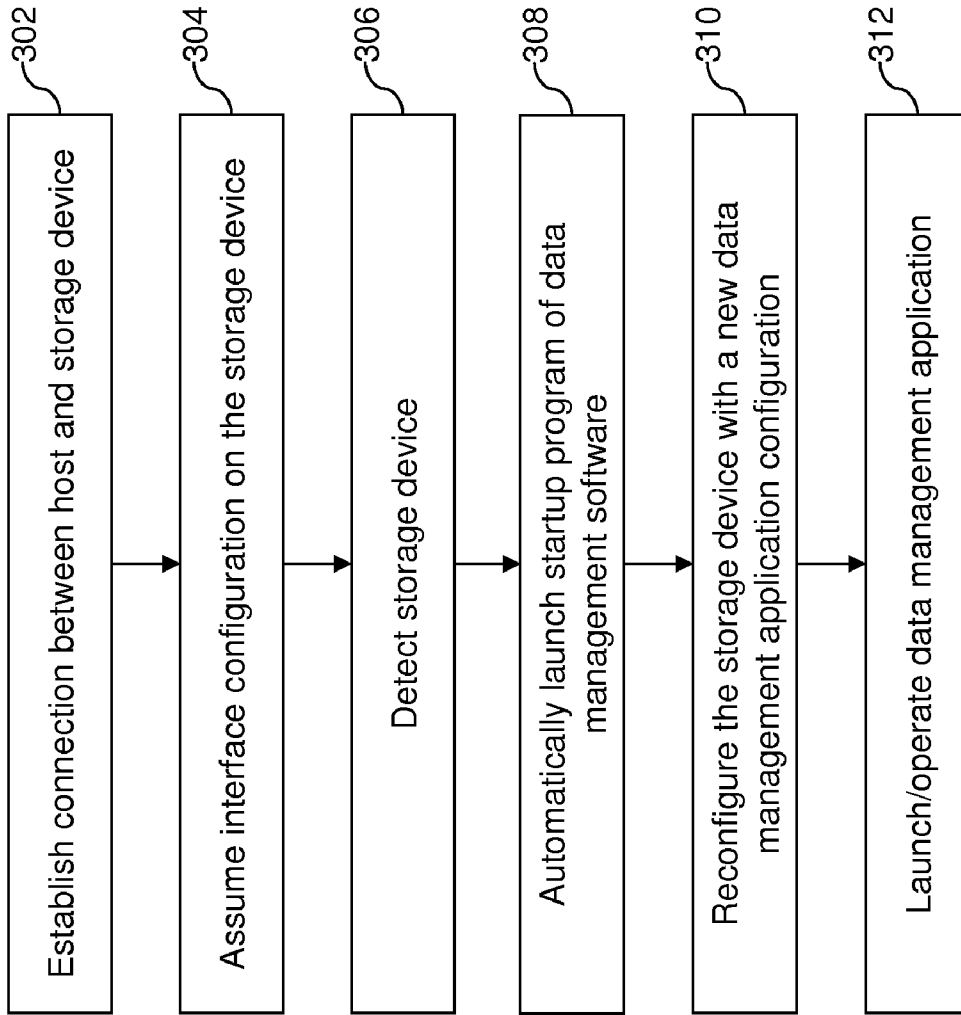 302
Establish connection between host and storage device
304
Assume interface configuration on the storage device
306
Detect storage device
308
Automatically launch startup program of data
management software
310
Reconfigure the storage device with a new data
management application configuration
312
Launch/operate data management application